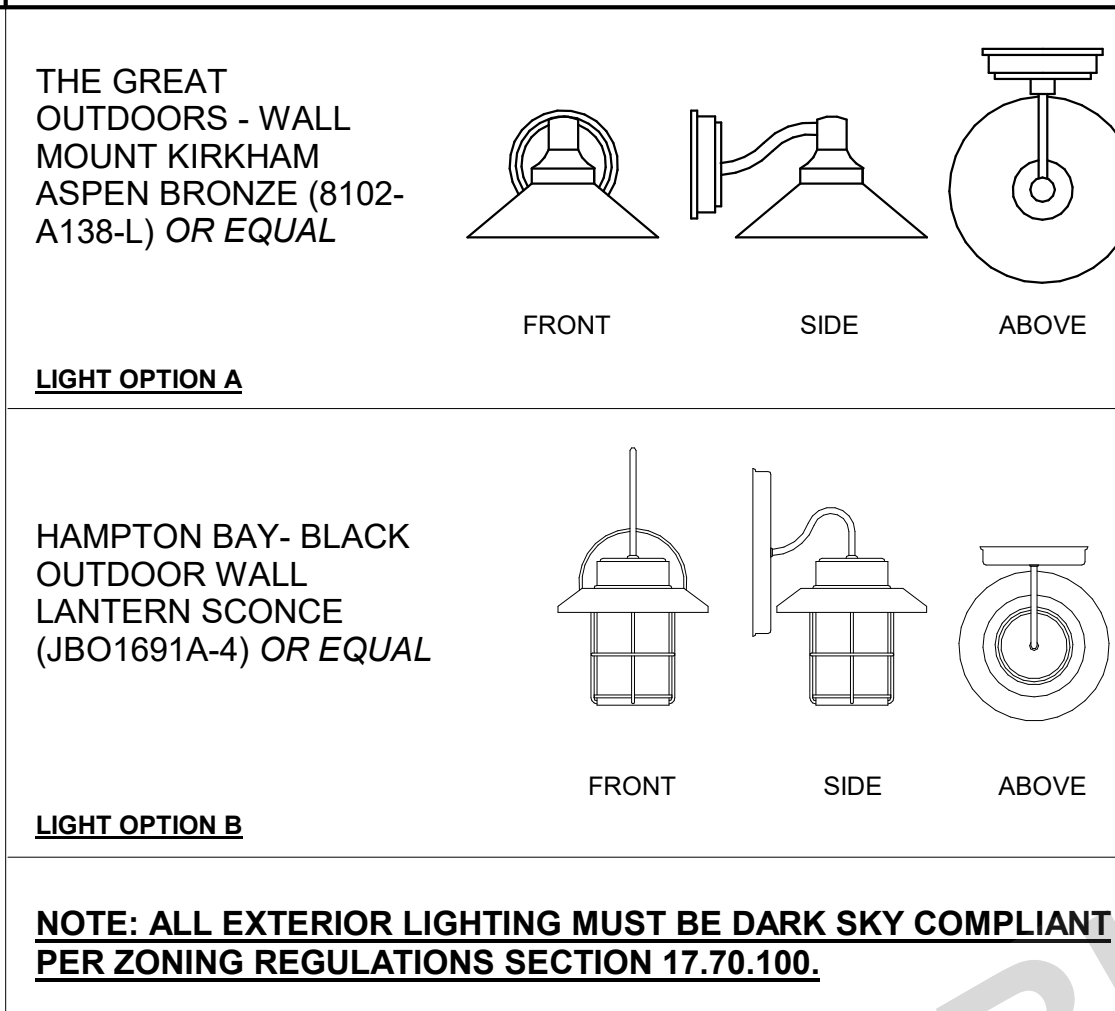 THE GREAT
OUTDOORS - WALL
MOUNT KIRKHAM
ASPEN BRONZE (8102-
A138-L) OR EQUAL
FRONT SIDE ABOVE
LIGHT OPTION A
HAMPTON BAY- BLACK
OUTDOOR WALL
LANTERN SCONCE
(JBO1691A-4) OR EQUAL
FRONT SIDE ABOVE
LIGHT OPTION B
NOTE: ALL EXTERIOR LIGHTING MUST BE DARK SKY COMPLIANT
PER ZONING REGULATIONS SECTION 17.70.100.